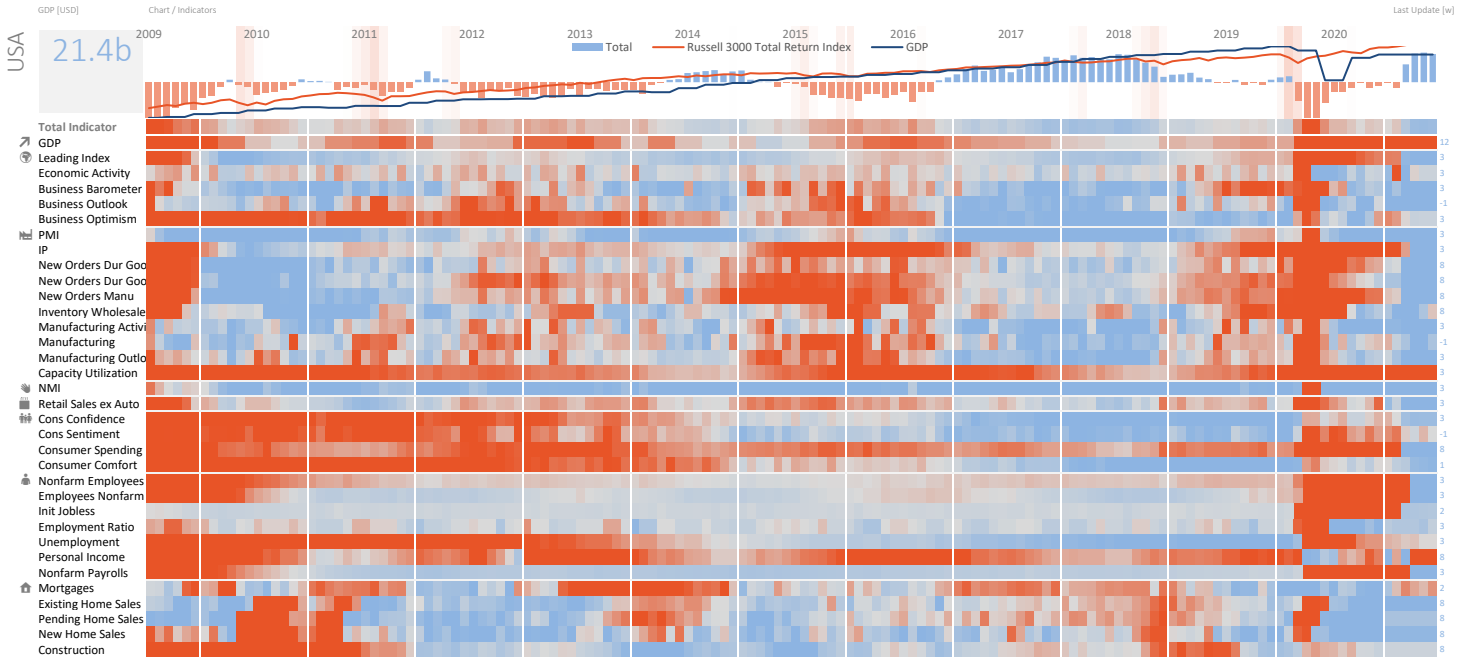 GDP [USD]
Chart / Indicators
Last Update [w]
USA
21.4b
2009 2010 2011 2012 2013 2014 2015 2016 2017 2018 2019 2020
Total Russell 3000 Total Return Index GDP
Total Indicator
GDP 12
Leading Index 3
Economic Activity 3
Business Barometer 3
Business Outlook -1
Business Optimism 3
PMI 3
IP 3
New Orders Dur Goo 8
New Orders Dur Goo 8
New Orders Manu 8
Inventory Wholesale 8
Manufacturing Activi 3
Manufacturing -1
Manufacturing Outlo 3
Capacity Utilization 3
NMI 3
Retail Sales ex Auto 3
Cons Confidence 3
Cons Sentiment -1
Consumer Spending 8
Consumer Comfort 1
Nonfarm Employees 3
Employees Nonfarm 3
Init Jobless 2
Employment Ratio 3
Unemployment 3
Personal Income 8
Nonfarm Payrolls 3
Mortgages 2
Existing Home Sales 8
Pending Home Sales 8
New Home Sales 8
Construction 8